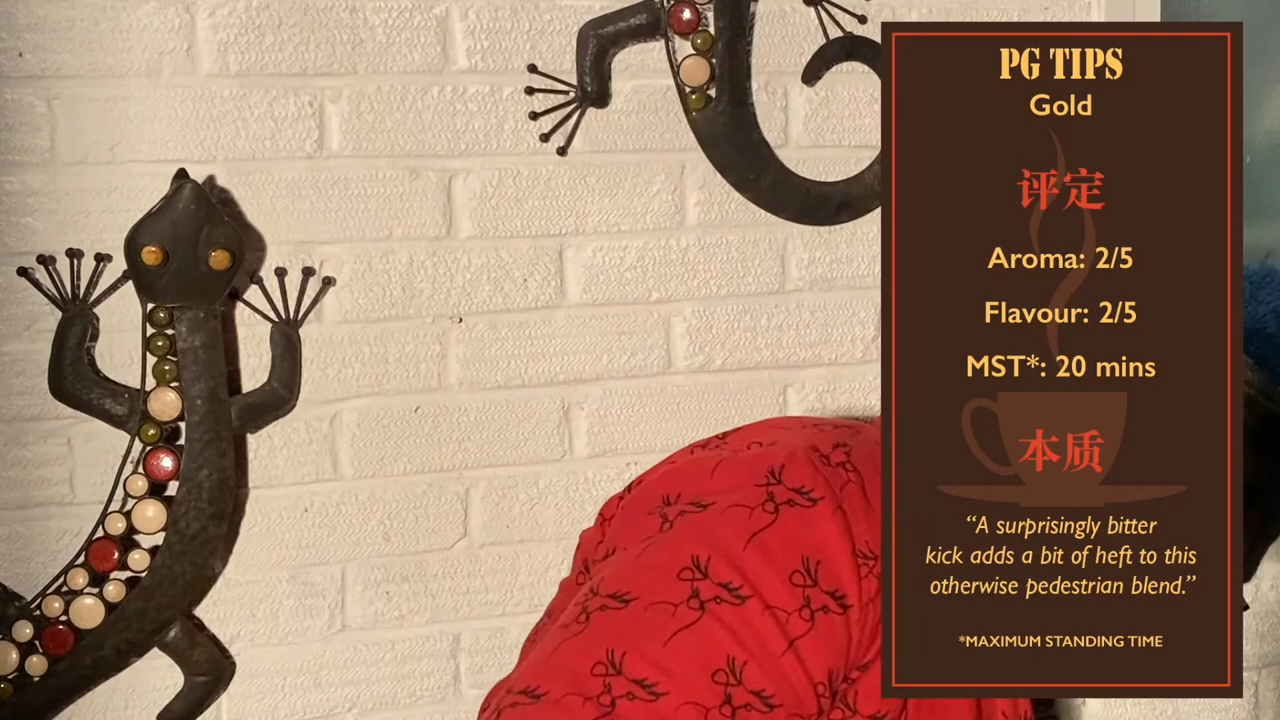 PG TIPS
Gold
评定
Aroma: 2/5
Flavour: 2/5
MST*: 20 mins
本质
“A surprisingly bitter
kick adds a bit of heft to this
otherwise pedestrian blend.”
*MAXIMUM STANDING TIME